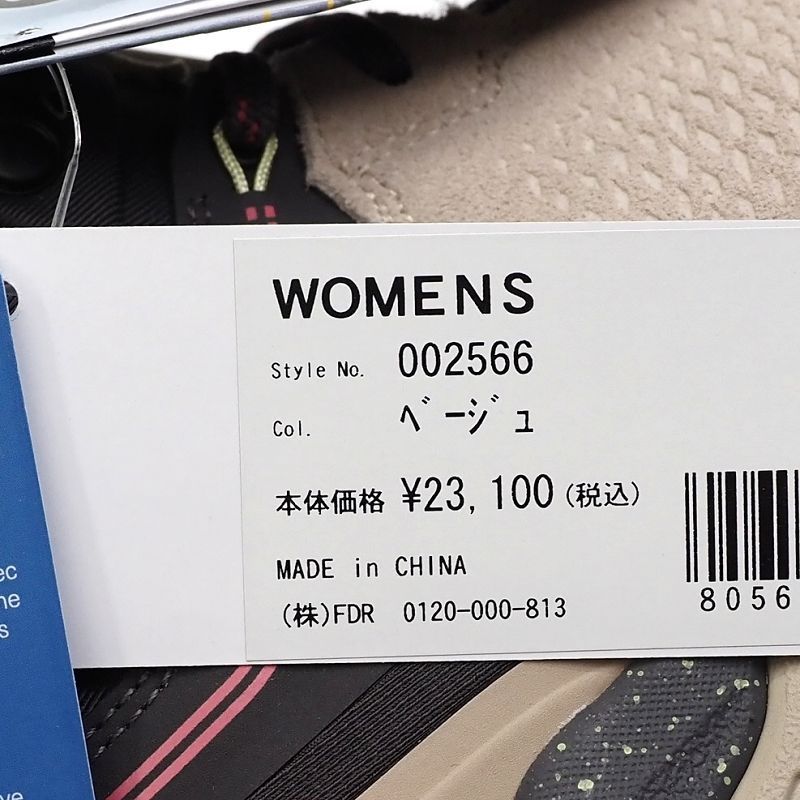 WOMENS
Style No. 002566
Col. ﾍﾞｰｼﾞｭ
本体価格 ¥23,100(税込)
MADE in CHINA
(株)FDR 0120-000-813
8056